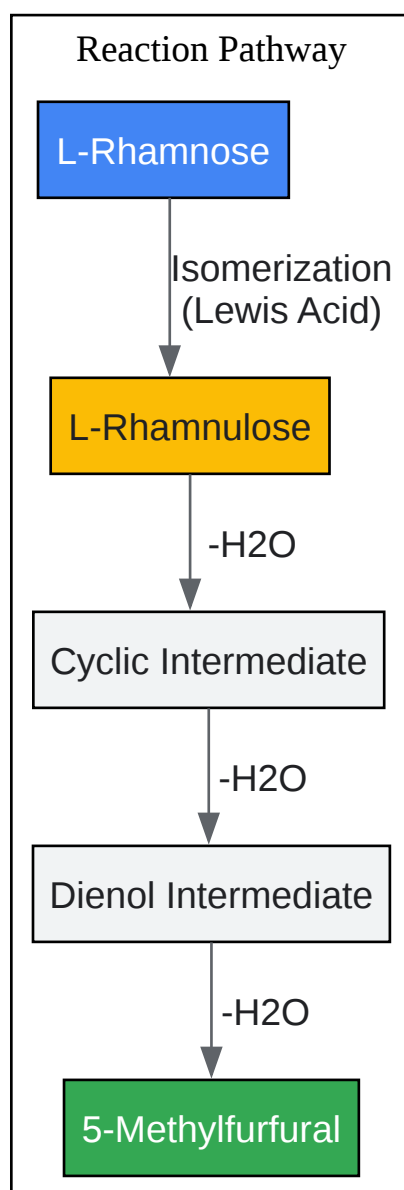 Reaction Pathway
L-Rhamnose
Isomerization
(Lewis Acid)
L-Rhamnulose
-H2O
Cyclic Intermediate
-H2O
Dienol Intermediate
-H2O
5-Methylfurfural